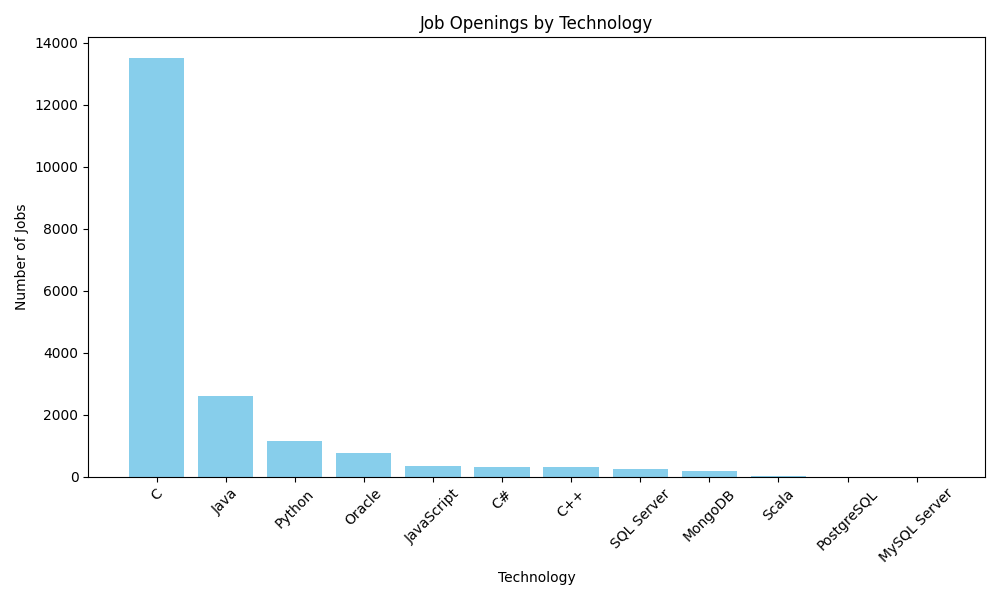 Job Openings by Technology
Number of Jobs
14000
12000
10000
8000
6000
4000
2000
0
C
Java
Python
Oracle
JavaScript
C#
C++
SQL Server
MongoDB
Scala
PostgreSQL
MySQL Server
Technology